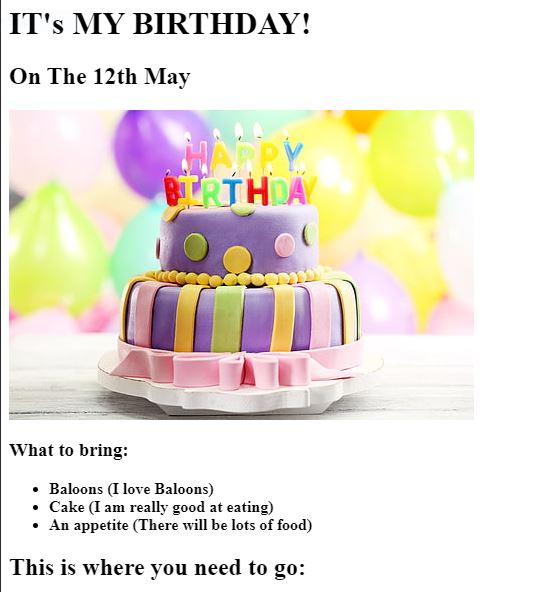 IT's MY BIRTHDAY!
On The 12th May
HAPPY
BIRTHDAY
What to bring:
Baloons (I love Baloons)
Cake (I am really good at eating)
An appetite (There will be lots of food)
This is where you need to go: